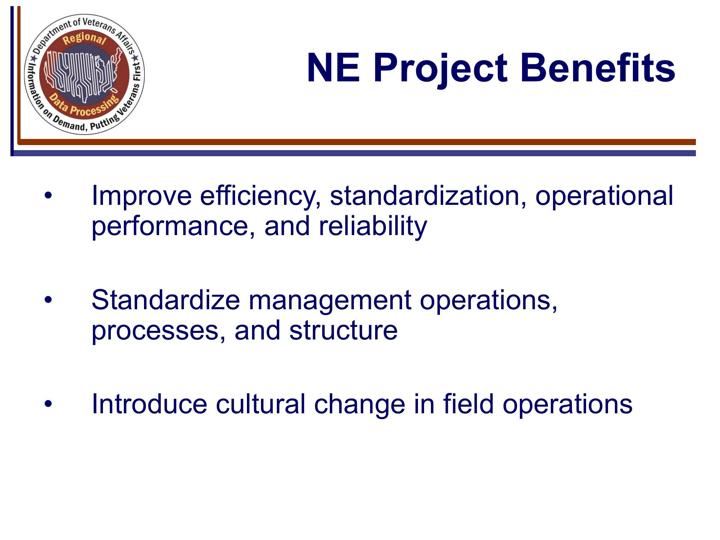 Department of Veterans Affairs
Regional
Data Processing
Information on Demand, Putting Veterans First
NE Project Benefits
• Improve efficiency, standardization, operational
performance, and reliability
• Standardize management operations,
processes, and structure
• Introduce cultural change in field operations